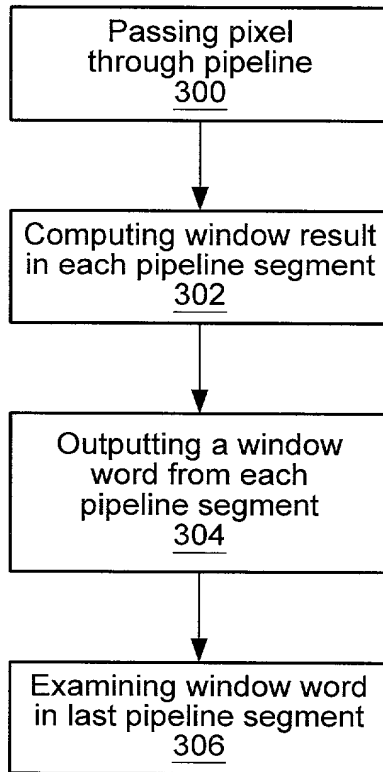 Passing pixel
through pipeline
300
Computing window result
in each pipeline segment
302
Outputting a window
word from each
pipeline segment
304
Examining window word
in last pipeline segment
306